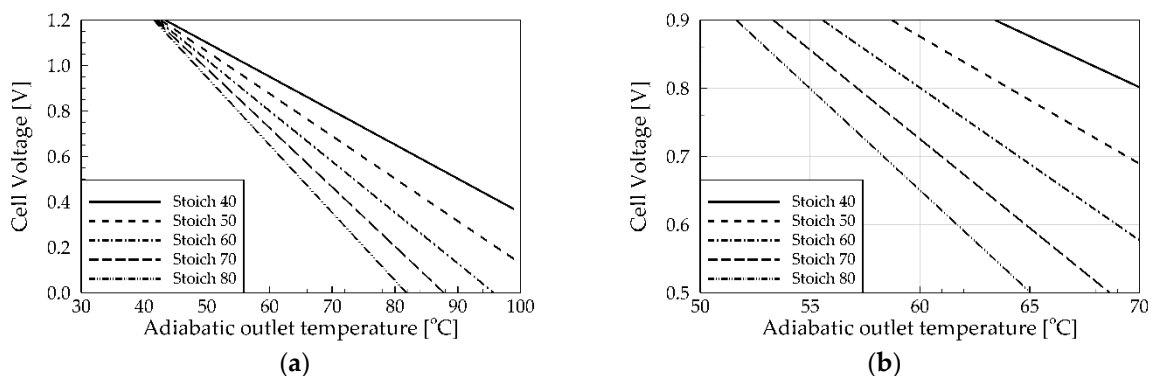 1.2
1.0
0.8
0.6
0.4
0.2
0.0
Cell Voltage [V]
Stoich 40
Stoich 50
Stoich 60
Stoich 70
Stoich 80
30 40 50 60 70 80 90 100
Adiabatic outlet temperature [°C]
(a)
0.9
0.8
0.7
0.6
0.5
Cell Voltage [V]
Stoich 40
Stoich 50
Stoich 60
Stoich 70
Stoich 80
50 55 60 65 70
Adiabatic outlet temperature [°C]
(b)